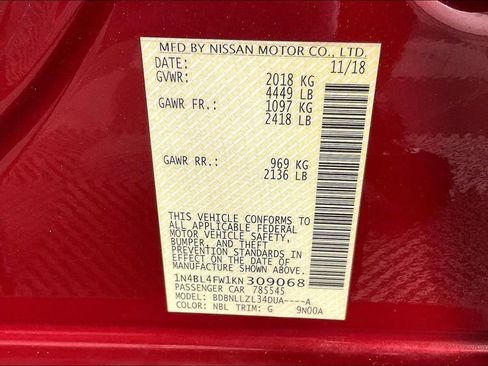 MFD BY NISSAN MOTOR CO., LTD.
DATE: 11/18
GVWR: 2018 KG
4449 LB
GAWR FR: 1097 KG
2418 LB
GAWR RR: 969 KG
2136 LB
THIS VEHICLE CONFORMS TO
ALL APPLICABLE FEDERAL
MOTOR VEHICLE SAFETY,
BUMPER, AND THEFT
PREVENTION STANDARDS IN
EFFECT ON THE DATE OF
MANUFACTURE SHOWN ABOVE.
1N4BL4FW1KN309068
PASSENGER CAR 785545
MODEL: BDBNLLZL34DUA----A
COLOR: NBL TRIM: G 9N00A